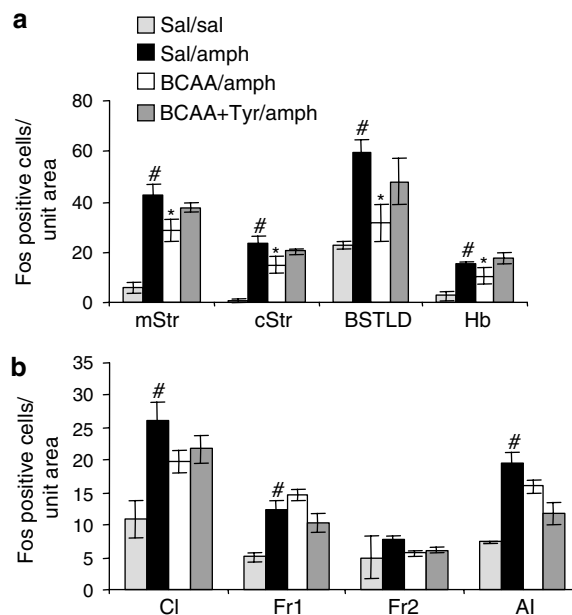 a
Sal/sal
Sal/amph
BCAA/amph
BCAA+Tyr/amph
Fos positive cells/
unit area
80
60
40
20
0
#
*
#
*
#
*
#
*
mStr cStr BSTLD Hb
b
Fos positive cells/
unit area
35
30
25
20
15
10
5
0
#
#
#
Cl Fr1 Fr2 AI